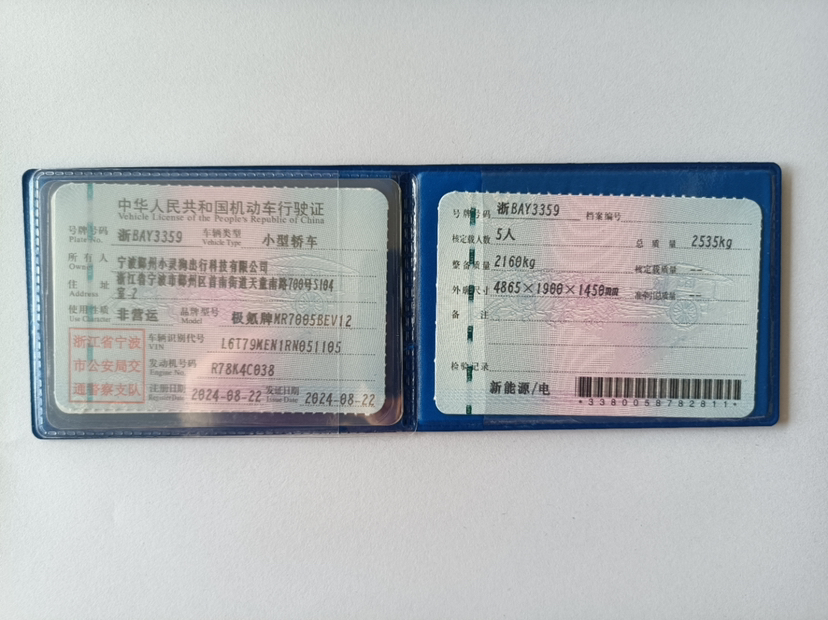 中华人民共和国机动车行驶证
Vehicle License of the People's Republic of China
号牌号码 浙BAY3359 车辆类型 小型轿车
Plate No. Vehicle Type
所有人 宁波鄞州小灵狗出行科技有限公司
Owner
住址 浙江省宁波市鄞州区首南街道天童南路700号S104
Address 室-2
使用性质 非营运 品牌型号 极氪牌MR7005BEV12
Use Character Model
浙江省宁波
市公安局交
通警察支队
车辆识别代号 L6T79MEN1RN051105
VIN
发动机号码 R78K4C038
Engine No.
注册日期 2024-08-22 发证日期 2024-08-22
Register Date Issue Date
号牌号码 浙BAY3359 档案编号
核定载人数 5人 总质量 2535kg
整备质量 2160kg 核定载质量 --
外廓尺寸 4865×1900×1450mm 准牵引总质量 --
备注
检验记录
新能源/电
*3380058782811*